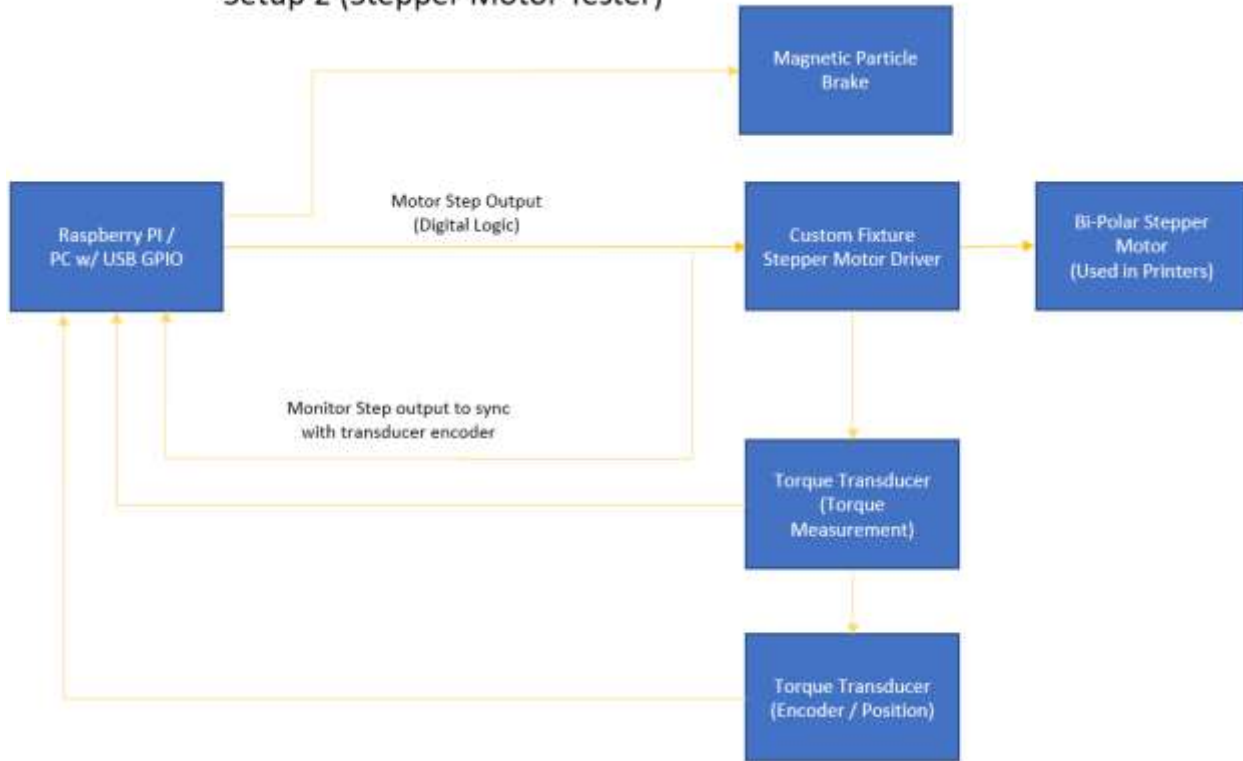 Setup 2 (Stepper Motor Tester)
Magnetic Particle
Brake
Motor Step Output
(Digital Logic)
Raspberry PI /
PC w/ USB GPIO
Custom Fixture
Stepper Motor Driver
Bi-Polar Stepper
Motor
(Used in Printers)
Monitor Step output to sync
with transducer encoder
Torque Transducer
(Torque
Measurement)
Torque Transducer
(Encoder / Position)